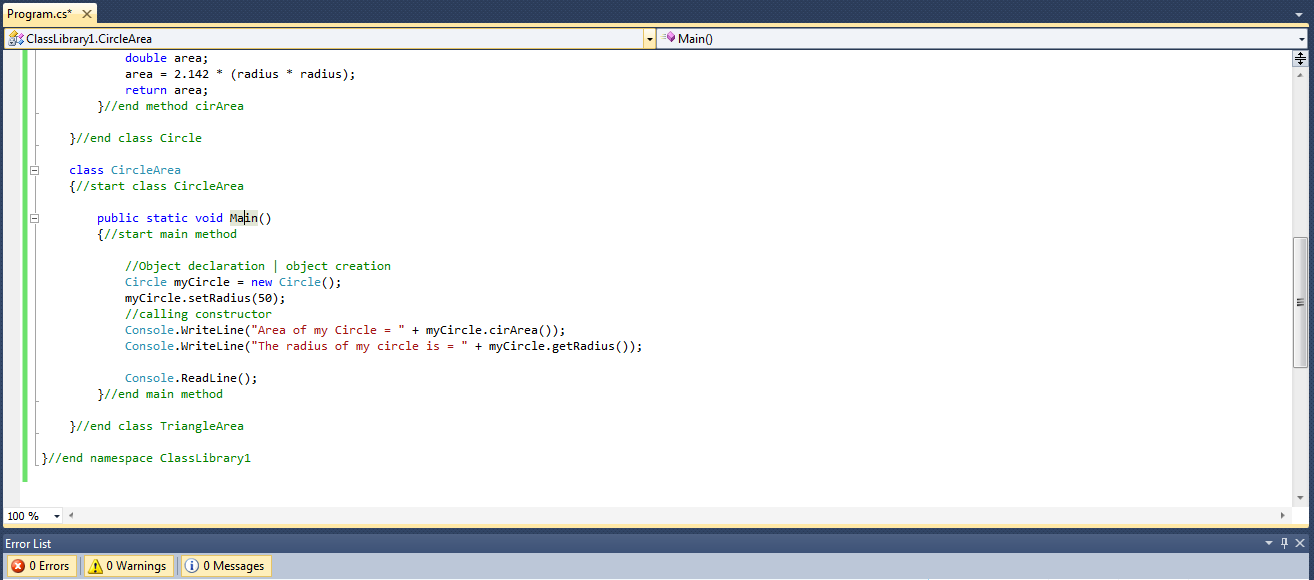 Program.cs*
ClassLibrary1.CircleArea
Main()
double area;
area = 2.142 * (radius * radius);
return area;
}//end method cirArea
}//end class Circle
class CircleArea
{//start class CircleArea
public static void Main()
{//start main method
//Object declaration | object creation
Circle myCircle = new Circle();
myCircle.setRadius(50);
//calling constructor
Console.WriteLine("Area of my Circle = " + myCircle.cirArea());
Console.WriteLine("The radius of my circle is = " + myCircle.getRadius());
Console.ReadLine();
}//end main method
}//end class TriangleArea
}//end namespace ClassLibrary1
100 %
Error List
0 Errors
0 Warnings
0 Messages